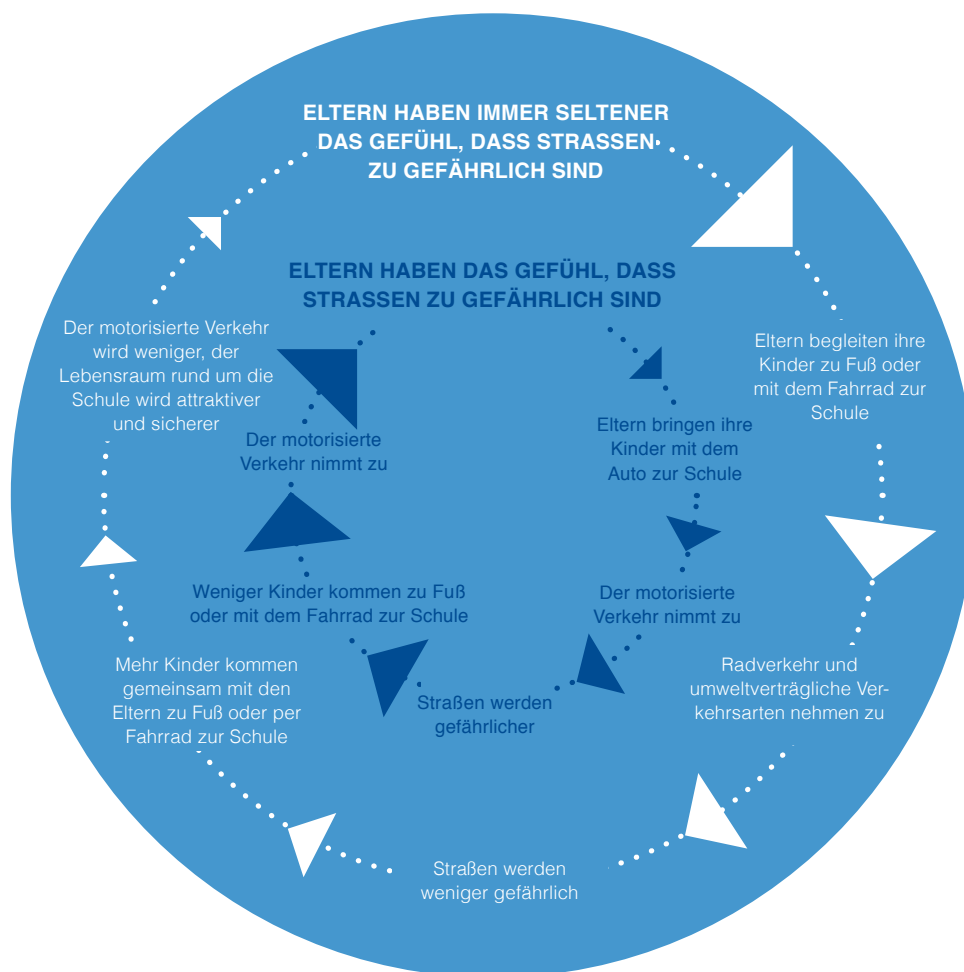 ELTERN HABEN IMMER SELTENER
DAS GEFÜHL, DASS STRASSEN
ZU GEFÄHRLICH SIND
ELTERN HABEN DAS GEFÜHL, DASS
STRASSEN ZU GEFÄHRLICH SIND
Der motorisierte Verkehr
wird weniger, der
Lebensraum rund um die
Schule wird attraktiver
und sicherer
Eltern begleiten ihre
Kinder zu Fuß oder
mit dem Fahrrad zur
Schule
Der motorisierte
Verkehr nimmt zu
Eltern bringen ihre
Kinder mit dem
Auto zur Schule
Weniger Kinder kommen zu Fuß
oder mit dem Fahrrad zur Schule
Der motorisierte
Verkehr nimmt zu
Mehr Kinder kommen
gemeinsam mit den
Eltern zu Fuß oder per
Fahrrad zur Schule
Radverkehr und
umweltverträgliche Ver-
kehrsarten nehmen zu
Straßen werden
gefährlicher
Straßen werden
weniger gefährlich